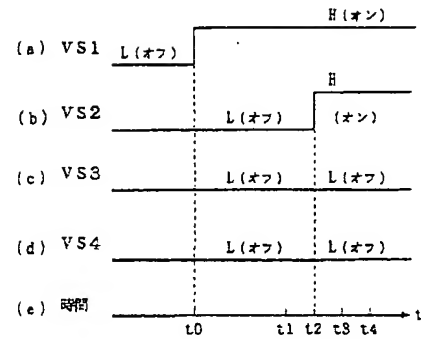 H(オン)
(a) VS1 L(オフ)
H
(b) VS2 L(オフ) (オン)
(c) VS3 L(オフ) L(オフ)
(d) VS4 L(オフ) L(オフ)
(e) 時間 t
t0 t1 t2 t3 t4